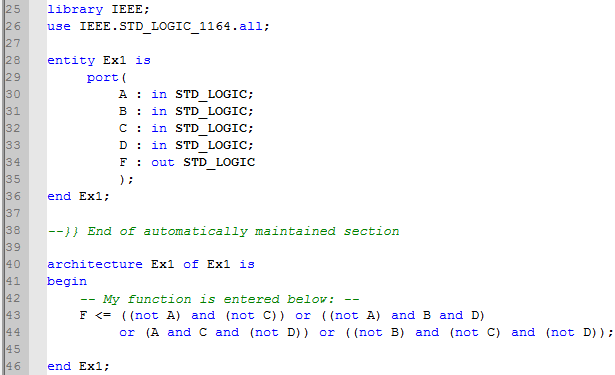 25 library IEEE;
26 use IEEE.STD_LOGIC_1164.all;
27
28 entity Ex1 is
29 port(
30 A : in STD_LOGIC;
31 B : in STD_LOGIC;
32 C : in STD_LOGIC;
33 D : in STD_LOGIC;
34 F : out STD_LOGIC
35 );
36 end Ex1;
37
38 --}} End of automatically maintained section
39
40 architecture Ex1 of Ex1 is
41 begin
42 -- My function is entered below: --
43 F <= ((not A) and (not C)) or ((not A) and B and D)
44 or (A and C and (not D)) or ((not B) and (not C) and (not D));
45
46 end Ex1;